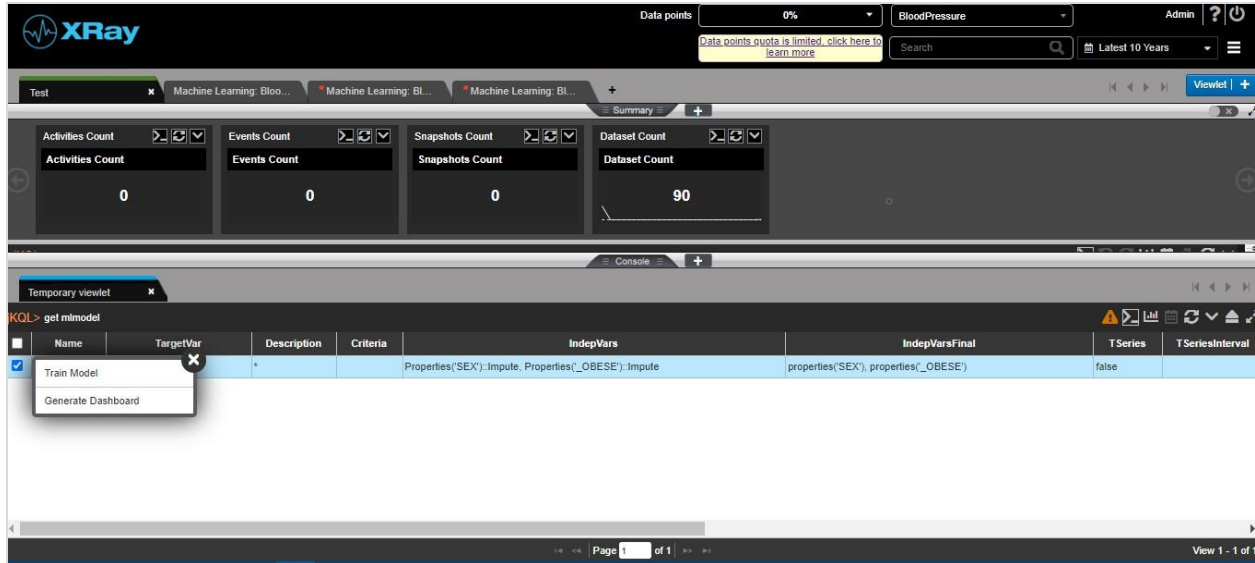 XRay
Data points 0% BloodPressure Admin ?
Data points quota is limited, click here to
learn more
Search
Latest 10 Years
Test × Machine Learning: Bloo... *Machine Learning: Bl... *Machine Learning: Bl... +
Viewlet +
Summary +
Activities Count
Activities Count
0
Events Count
Events Count
0
Snapshots Count
Snapshots Count
0
Dataset Count
Dataset Count
90
Console +
Temporary viewlet ×
jKQL> get mlmodel
Name TargetVar Description Criteria IndepVars IndepVarsFinal TSeries TSeriesInterval
Train Model
Generate Dashboard
* Properties('SEX')::Impute, Properties('_OBESE')::Impute properties('SEX'), properties('_OBESE') false
Page 1 of 1
View 1 - 1 of 1